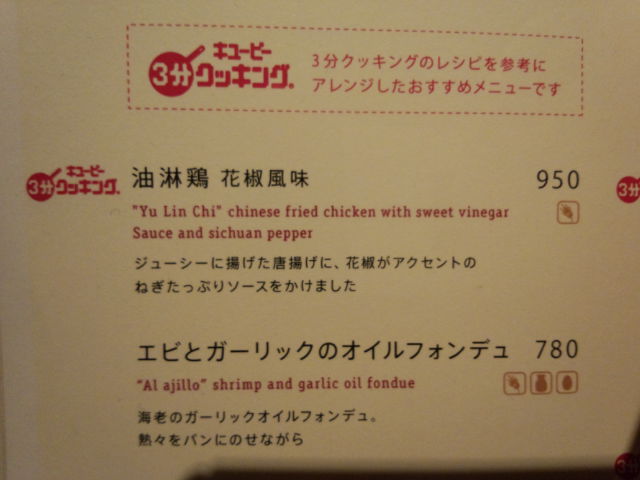 キユーピー
3分クッキング®
3分クッキングのレシピを参考に
アレンジしたおすすめメニューです
キユーピー
3分クッキング®
油淋鶏 花椒風味 950
3分
"Yu Lin Chi" chinese fried chicken with sweet vinegar
Sauce and sichuan pepper
ジューシーに揚げた唐揚げに、花椒がアクセントの
ねぎたっぷりソースをかけました
エビとガーリックのオイルフォンデュ 780
"Al ajillo" shrimp and garlic oil fondue
海老のガーリックオイルフォンデュ。
熱々をパンにのせながら